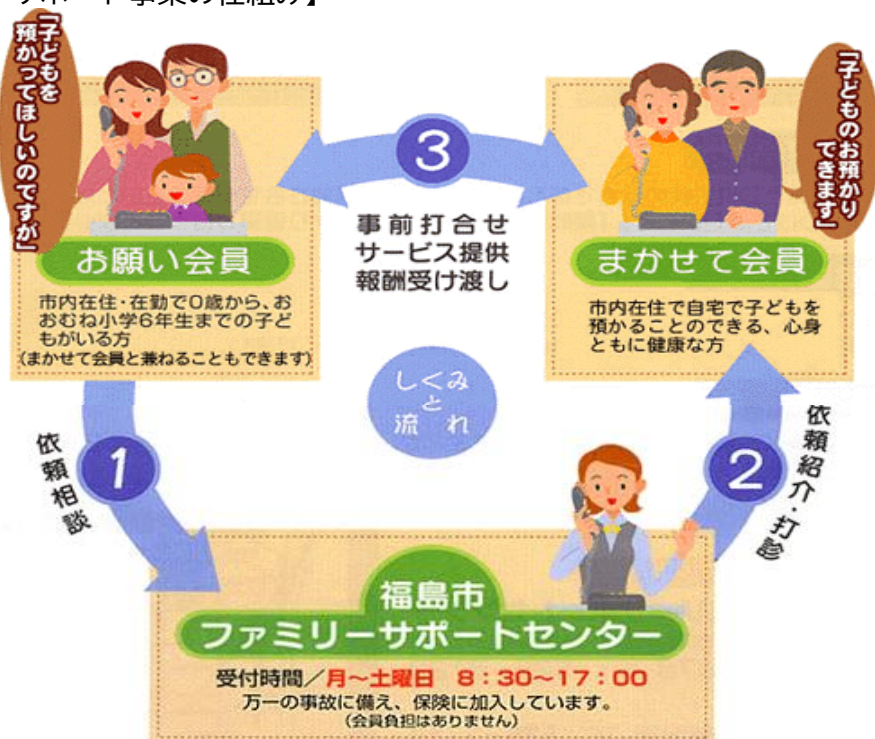 サポート事業の仕組み】
「子どもを
預かってほしいのですが」
「子どものお預かり
できます」
3
事前打合せ
サービス提供
報酬受け渡し
お願い会員
市内在住・在勤で0歳から、お
おむね小学6年生までの子ど
もがいる方
(まかせて会員と兼ねることもできます)
まかせて会員
市内在住で自宅で子どもを
預かることのできる、心身
ともに健康な方
しくみ
と
流れ
1
依頼相談
2
依頼紹介・打診
福島市
ファミリーサポートセンター
受付時間/月~土曜日 8:30~17:00
万一の事故に備え、保険に加入しています。
(会員負担はありません)